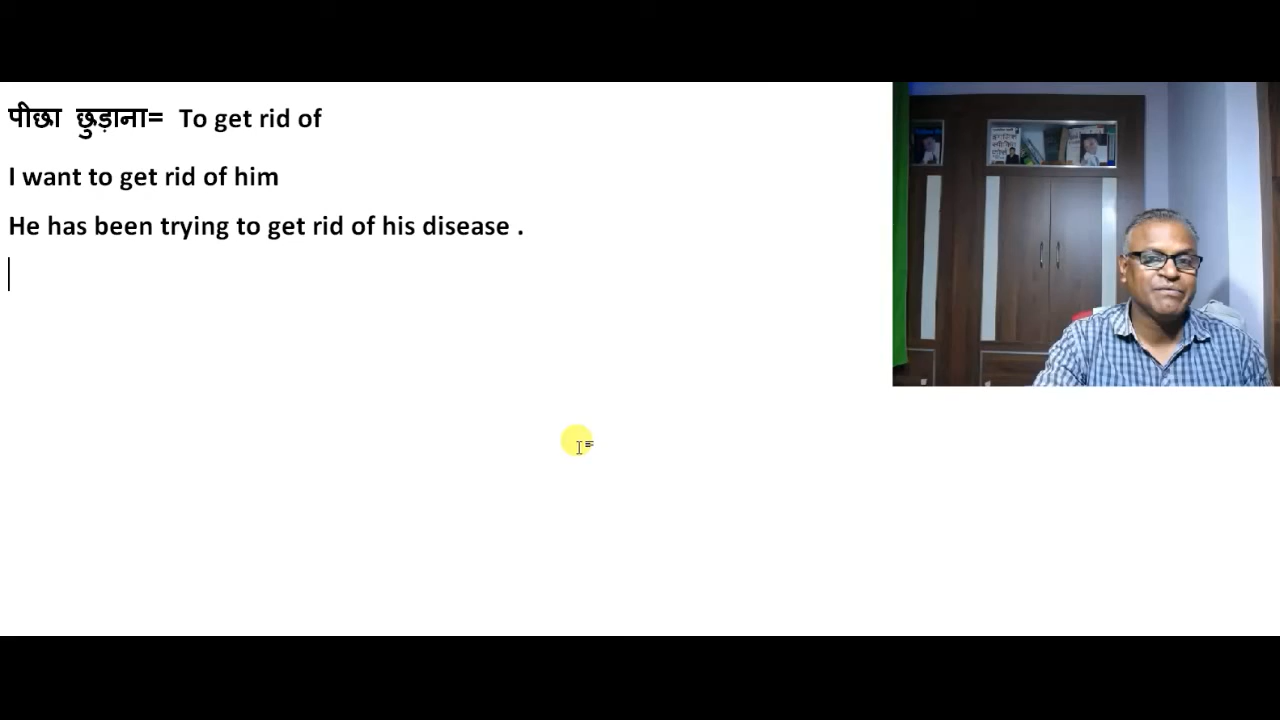 पीछा छुड़ाना= To get rid of
I want to get rid of him
He has been trying to get rid of his disease .